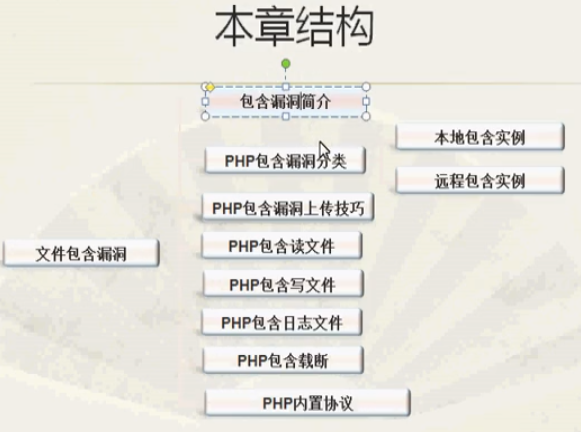 本章结构
包含漏洞简介
PHP包含漏洞分类
本地包含实例
远程包含实例
PHP包含漏洞上传技巧
文件包含漏洞
PHP包含读文件
PHP包含写文件
PHP包含日志文件
PHP包含载断
PHP内置协议